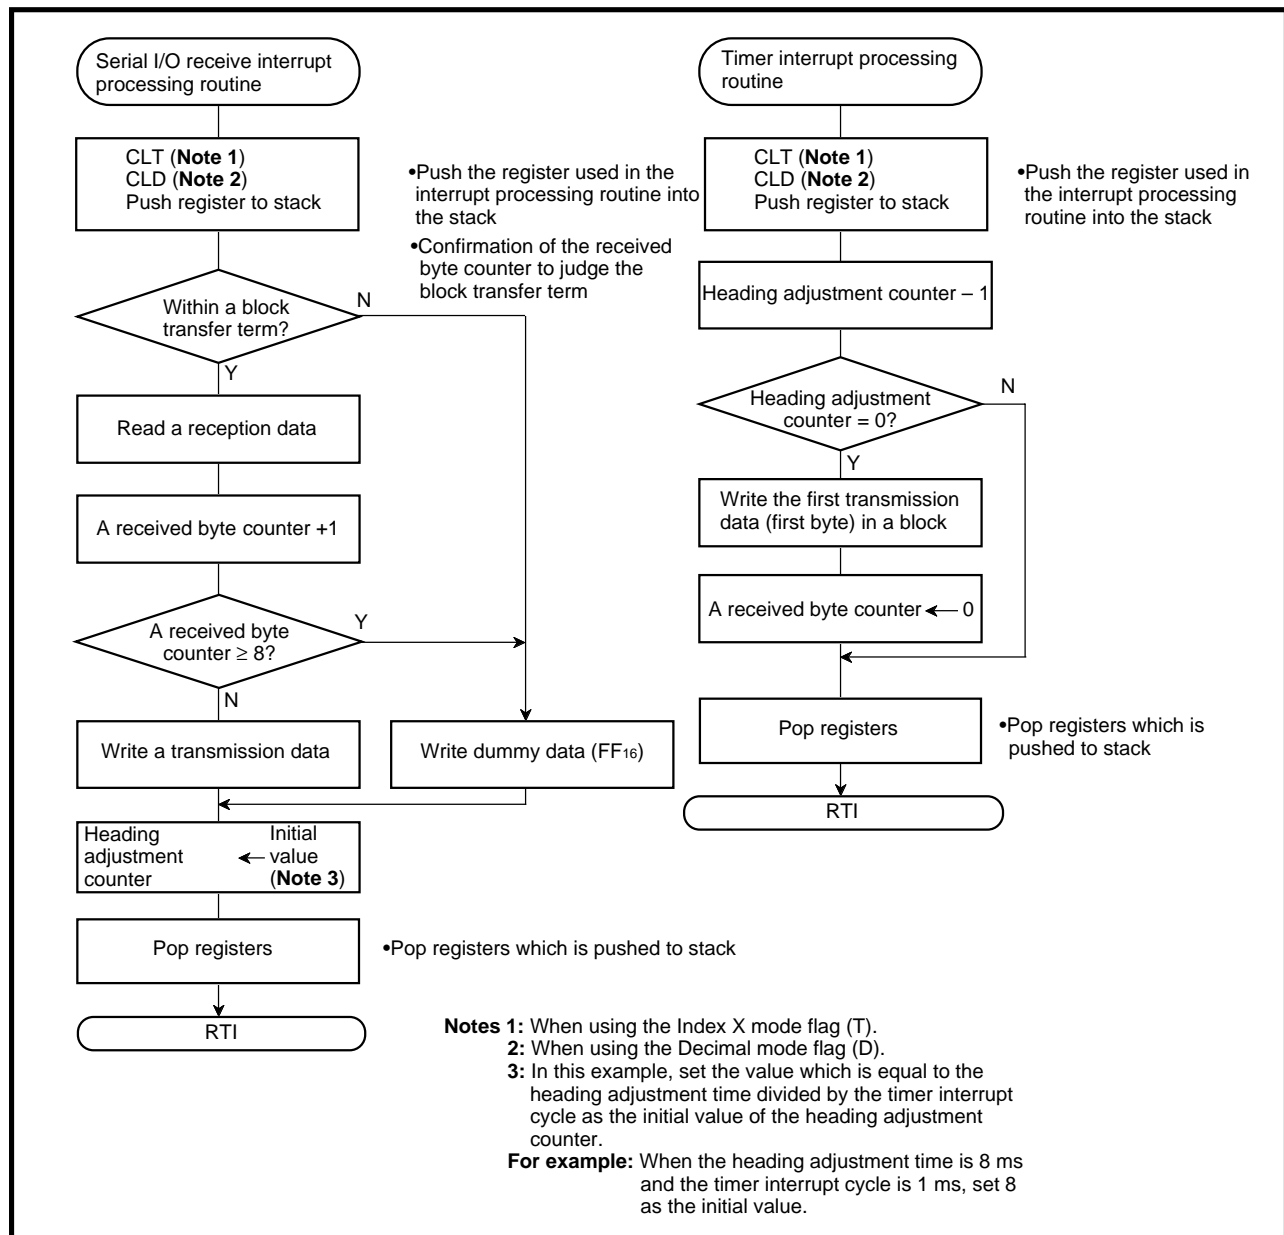 Serial I/O receive interrupt
processing routine
CLT (Note 1)
CLD (Note 2)
Push register to stack
•Push the register used in the
interrupt processing routine into
the stack
•Confirmation of the received
byte counter to judge the
block transfer term
Within a block
transfer term?
N
Y
Read a reception data
A received byte counter +1
A received byte
counter ≥ 8?
Y
N
Write a transmission data
Write dummy data (FF16)
Heading
adjustment
counter
Initial
value
(Note 3)
Pop registers
•Pop registers which is pushed to stack
RTI
Timer interrupt processing
routine
CLT (Note 1)
CLD (Note 2)
Push register to stack
•Push the register used in
the interrupt processing
routine into the stack
Heading adjustment counter – 1
Heading adjustment
counter = 0?
N
Y
Write the first transmission
data (first byte) in a block
A received byte counter ← 0
Pop registers
•Pop registers which is
pushed to stack
RTI
Notes 1: When using the Index X mode flag (T).
2: When using the Decimal mode flag (D).
3: In this example, set the value which is equal to the
heading adjustment time divided by the timer interrupt
cycle as the initial value of the heading adjustment
counter.
For example: When the heading adjustment time is 8 ms
and the timer interrupt cycle is 1 ms, set 8
as the initial value.